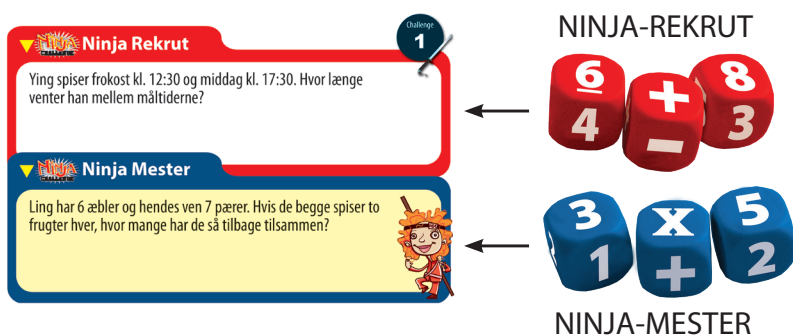 NINJA-REKRUT
Challenge
1
Ninja
Ninja Rekrut
Ying spiser frokost kl. 12:30 og middag kl. 17:30. Hvor længe
venter han mellem måltiderne?
6 + 8
4 − 3
Ninja
Ninja Mester
Ling har 6 æbler og hendes ven 7 pærer. Hvis de begge spiser to
frugter hver, hvor mange har de så tilbage tilsammen?
3 X 5
1 + 2
NINJA-MESTER